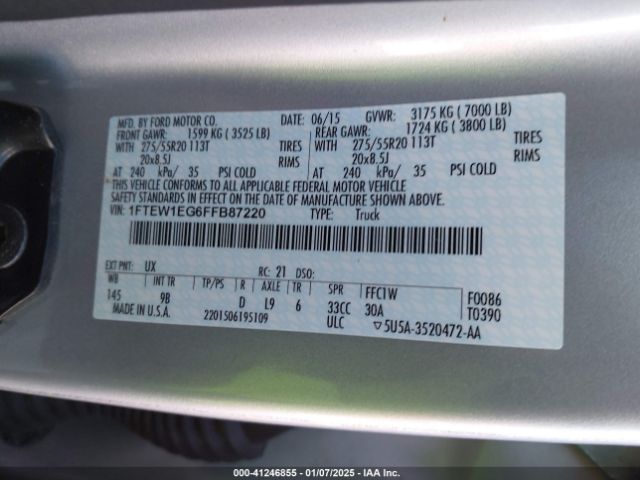 MFD. BY FORD MOTOR CO. DATE: 06/15 GVWR: 3175 KG ( 7000 LB)
FRONT GAWR: 1599 KG ( 3525 LB) REAR GAWR: 1724 KG ( 3800 LB)
WITH 275/55R20 113T TIRES WITH 275/55R20 113T TIRES
20x8.5J RIMS 20x8.5J RIMS
AT 240 kPa/ 35 PSI COLD AT 240 kPa/ 35 PSI COLD
THIS VEHICLE CONFORMS TO ALL APPLICABLE FEDERAL MOTOR VEHICLE
SAFETY STANDARDS IN EFFECT ON THE DATE OF MANUFACTURE SHOWN ABOVE.
VIN: 1FTEW1EG6FFB87220 TYPE: Truck
EXT PNT: UX RC: 21 DSO:
WB INT TR TP/PS R AXLE TR SPR FFC1W F0086
145 9B D L9 6 33CC 30A T0390
MADE IN U.S.A. 2201506195109 ULC 5U5A-3520472-AA
000-41246855 - 01/07/2025 - IAA Inc.